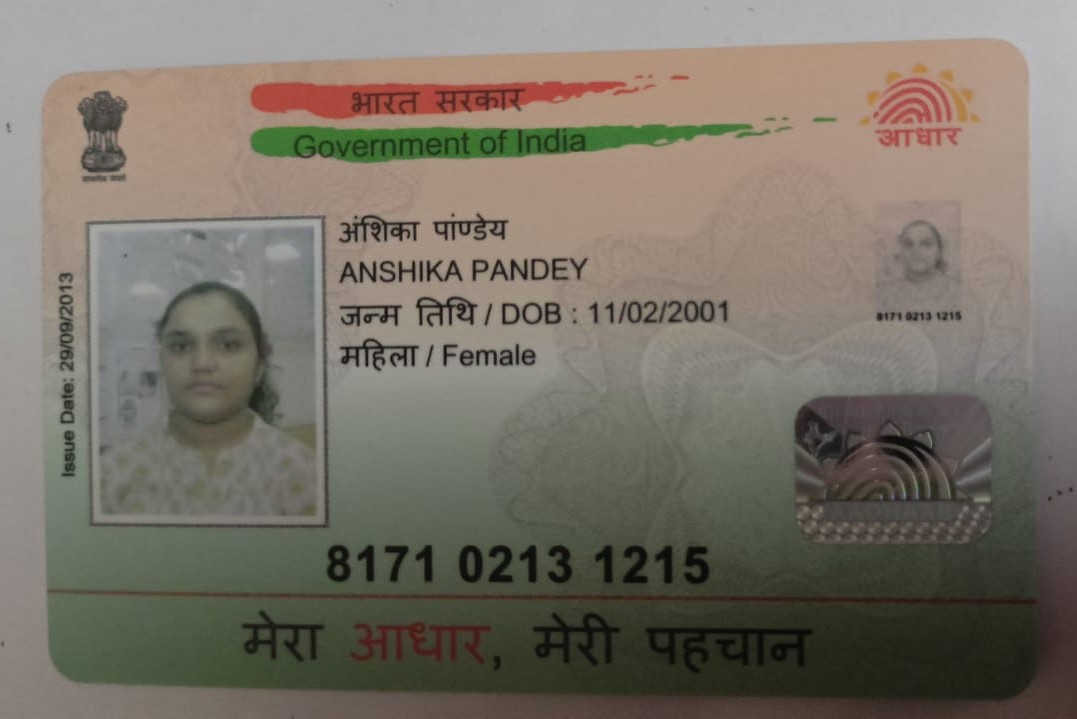 भारत सरकार
Government of India
आधार
अंशिका पांण्डेय
ANSHIKA PANDEY
जन्म तिथि / DOB : 11/02/2001
महिला / Female
8171 0213 1215
Issue Date: 29/09/2013
8171 0213 1215
मेरा आधार, मेरी पहचान